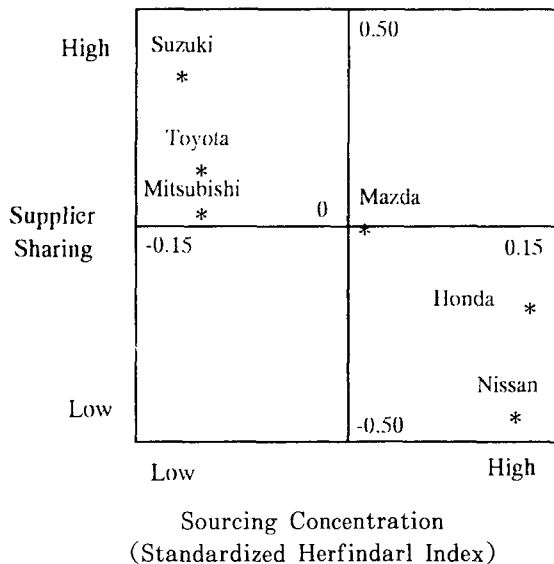 High
Suzuki
*
0.50
Toyota
*
Mitsubishi
*
Supplier
Sharing
0
Mazda
*
-0.15
0.15
Honda
*
Nissan
*
Low
-0.50
Low
High
Sourcing Concentration
(Standardized Herfindarl Index)